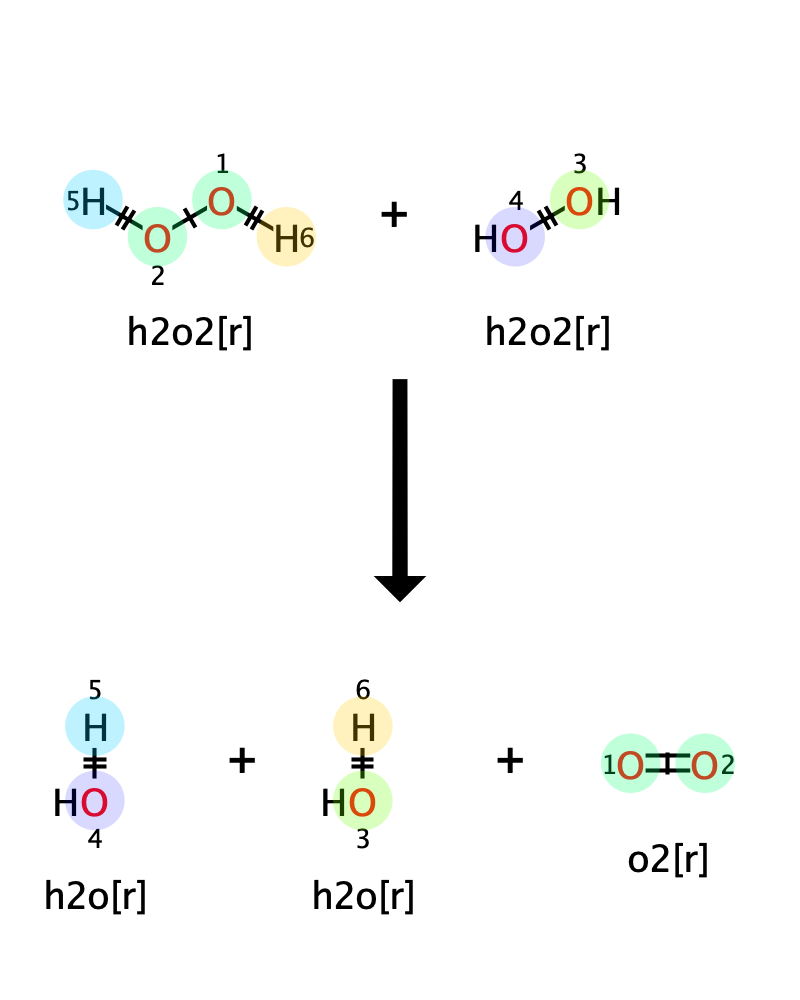 1 3
5H O O H6 + HO OH
2 4
h2o2[r] h2o2[r]
5 6
H H
+ + 1O O2
HO HO
4 3
h2o[r] h2o[r] o2[r]